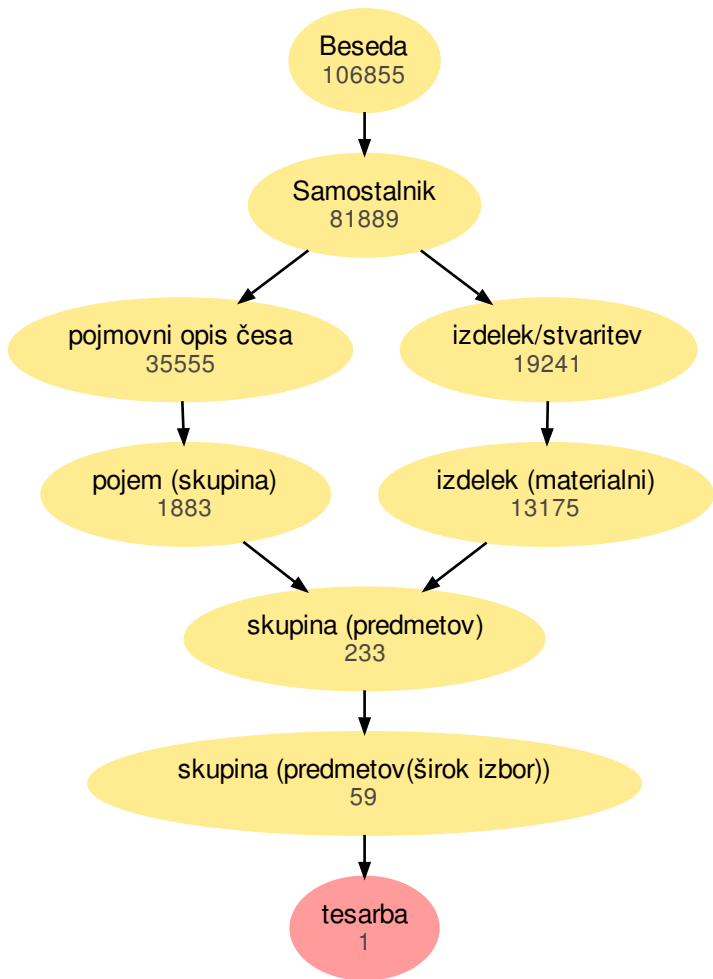 Beseda
106855
Samostalnik
81889
pojmovni opis česa
35555
izdelek/stvaritev
19241
pojem (skupina)
1883
izdelek (materialni)
13175
skupina (predmetov)
233
skupina (predmetov(širok izbor))
59
tesarba
1